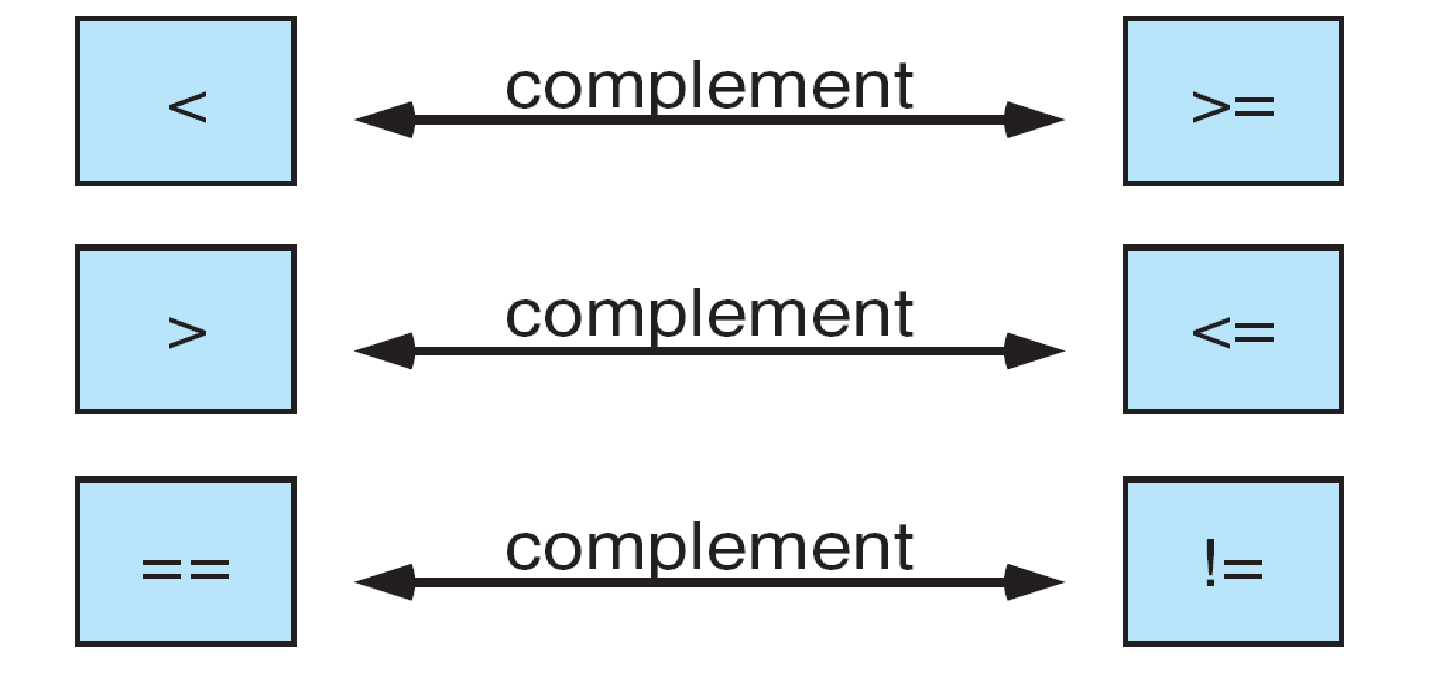 < complement >=
> complement <=
== complement !=